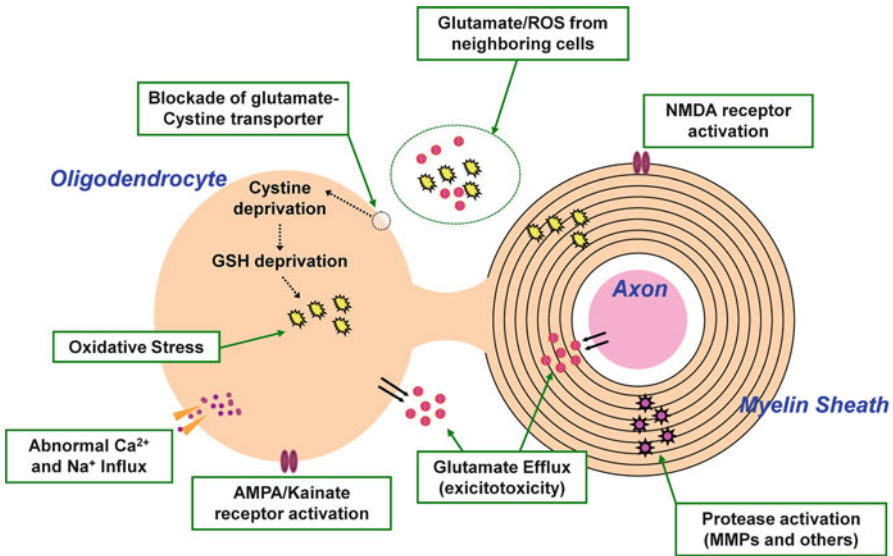 Glutamate/ROS from
neighboring cells
Blockade of glutamate-
Cystine transporter
NMDA receptor
activation
Oligodendrocyte
Cystine
deprivation
GSH deprivation
Axon
Oxidative Stress
Myelin Sheath
Abnormal Ca²⁺
and Na⁺ Influx
AMPA/Kainate
receptor activation
Glutamate Efflux
(exicitotoxicity)
Protease activation
(MMPs and others)